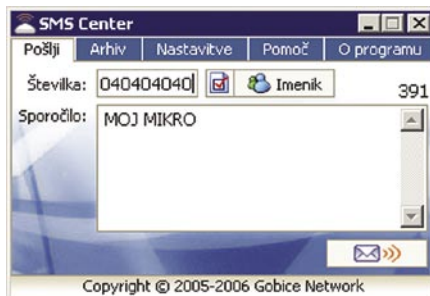 SMS Center
Pošlji Arhiv Nastavitve Pomoč O programu
Številka: 040404040 Imenik 391
Sporočilo: MOJ MIKRO
Copyright © 2005-2006 Gobice Network